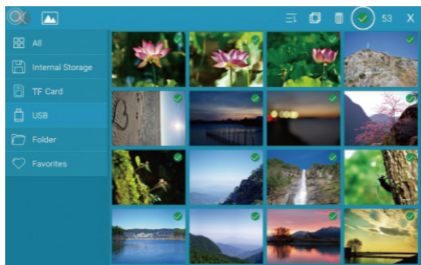 53 X
All
Internal Storage
TF Card
USB
Folder
Favorites